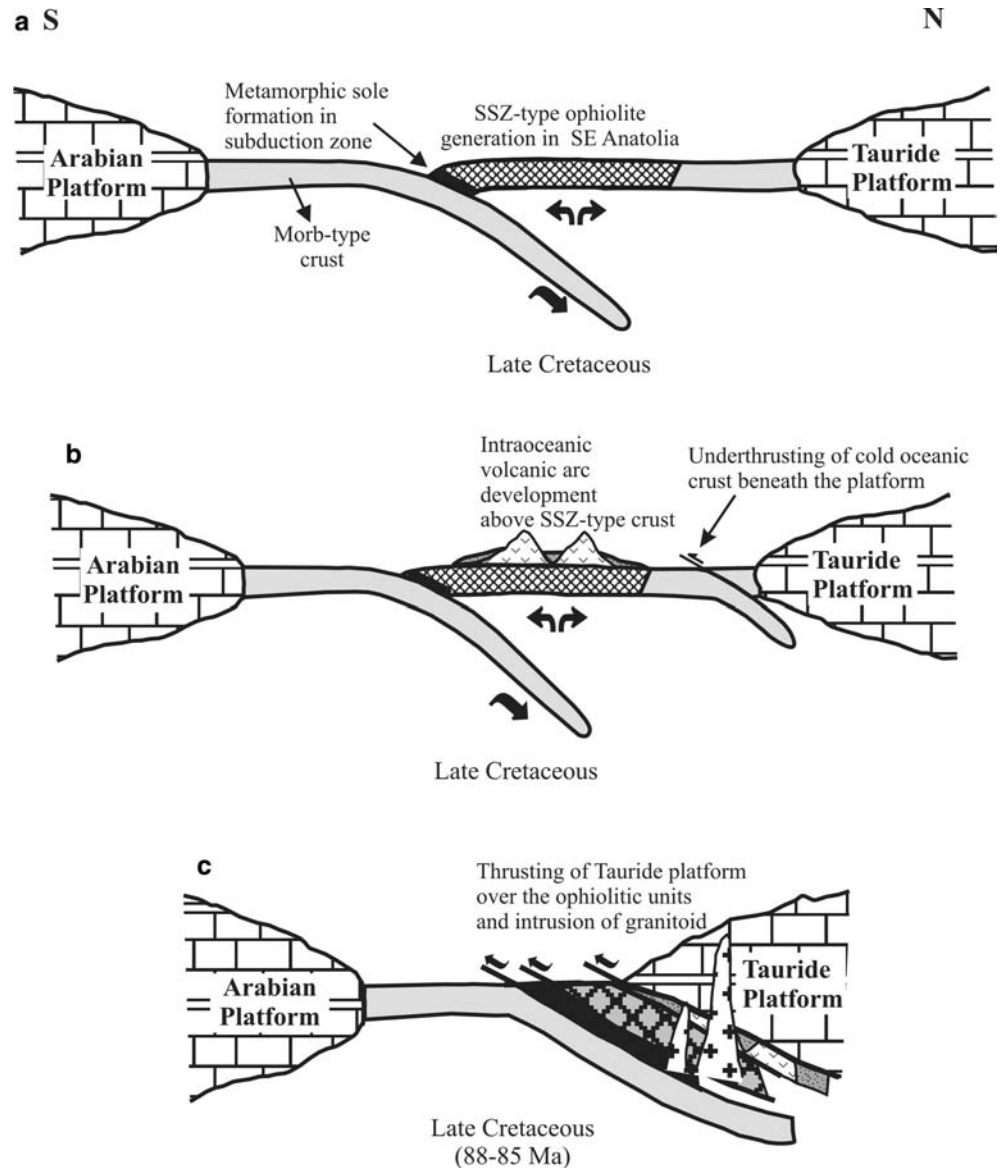 a S
N
Metamorphic sole
formation in
subduction zone
SSZ-type ophiolite
generation in SE Anatolia
Arabian
Platform
Tauride
Platform
Morb-type
crust
Late Cretaceous
b
Intraoceanic
volcanic arc
development
above SSZ-type crust
Underthrusting of cold oceanic
crust beneath the platform
Arabian
Platform
Tauride
Platform
Late Cretaceous
c
Thrusting of Tauride platform
over the ophiolitic units
and intrusion of granitoid
Arabian
Platform
Tauride
Platform
Late Cretaceous
(88-85 Ma)